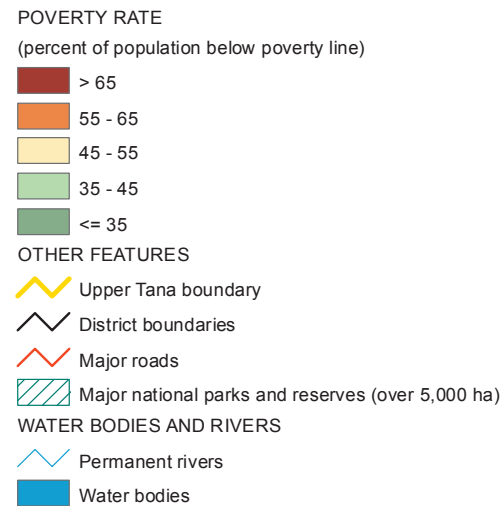 POVERTY RATE
(percent of population below poverty line)
> 65
55 - 65
45 - 55
35 - 45
<= 35
OTHER FEATURES
Upper Tana boundary
District boundaries
Major roads
Major national parks and reserves (over 5,000 ha)
WATER BODIES AND RIVERS
Permanent rivers
Water bodies